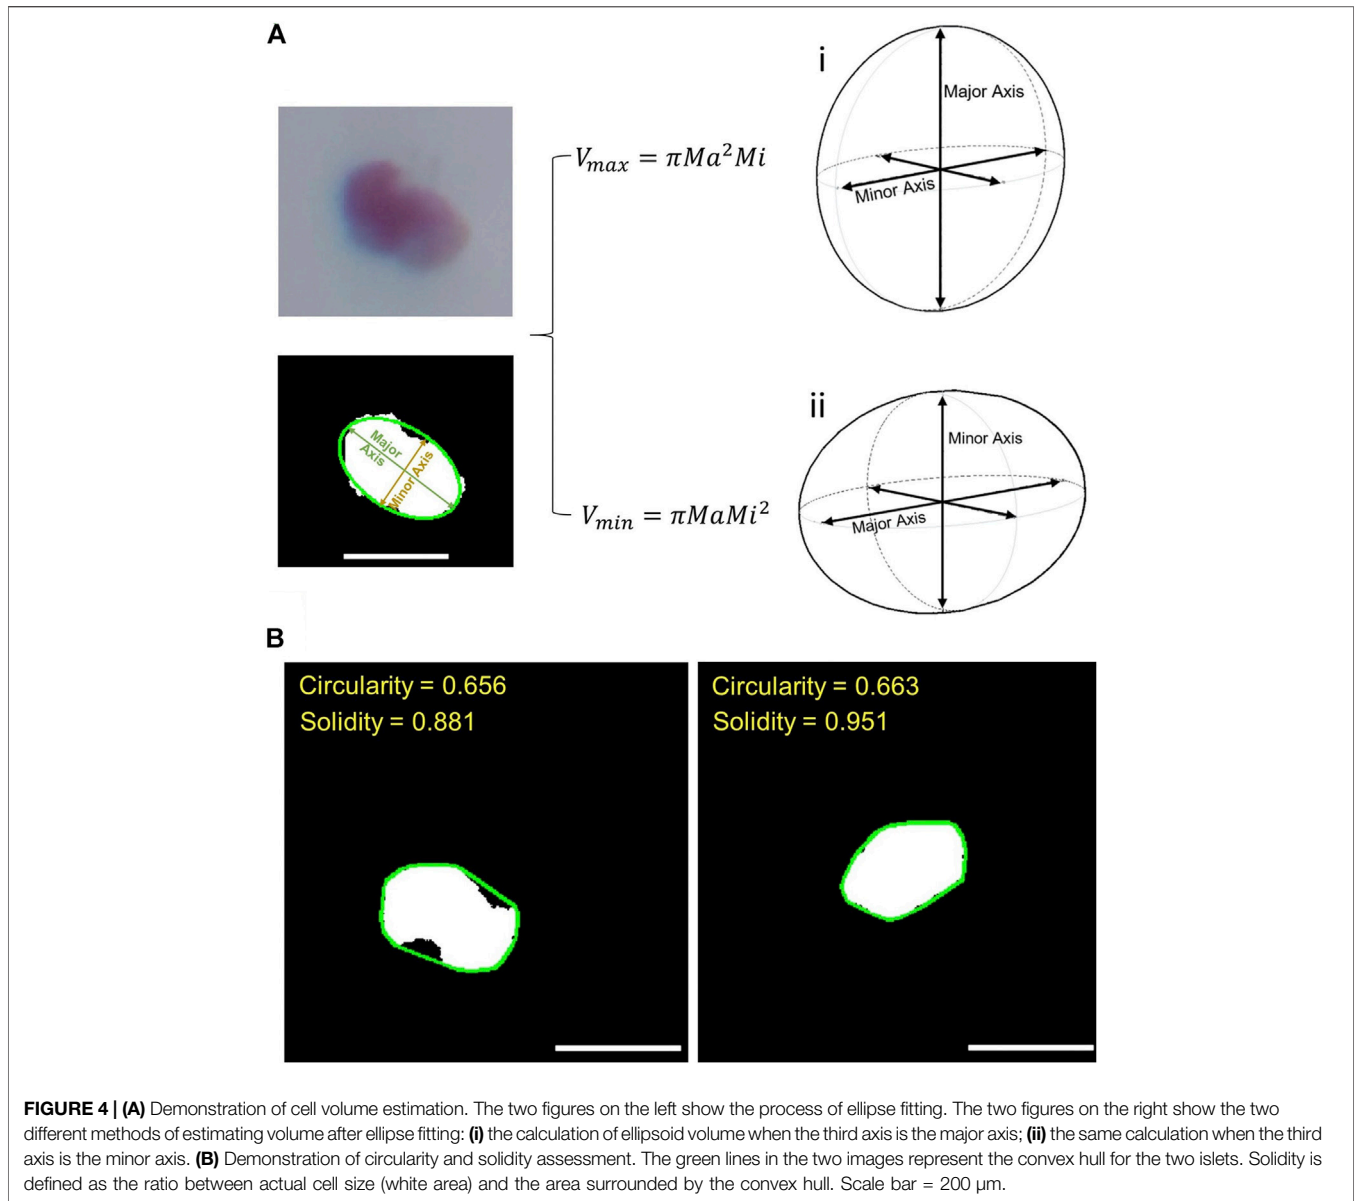 A
i
Major Axis
Minor Axis
V_{max} = πMa²Mi
Major
Axis
Minor Axis
V_{min} = πMaMi²
ii
Minor Axis
Major Axis
B
Circularity = 0.656
Solidity = 0.881
Circularity = 0.663
Solidity = 0.951
FIGURE 4 | (A) Demonstration of cell volume estimation. The two figures on the left show the process of ellipse fitting. The two figures on the right show the two
different methods of estimating volume after ellipse fitting: (i) the calculation of ellipsoid volume when the third axis is the major axis; (ii) the same calculation when the third
axis is the minor axis. (B) Demonstration of circularity and solidity assessment. The green lines in the two images represent the convex hull for the two islets. Solidity is
defined as the ratio between actual cell size (white area) and the area surrounded by the convex hull. Scale bar = 200 μm.